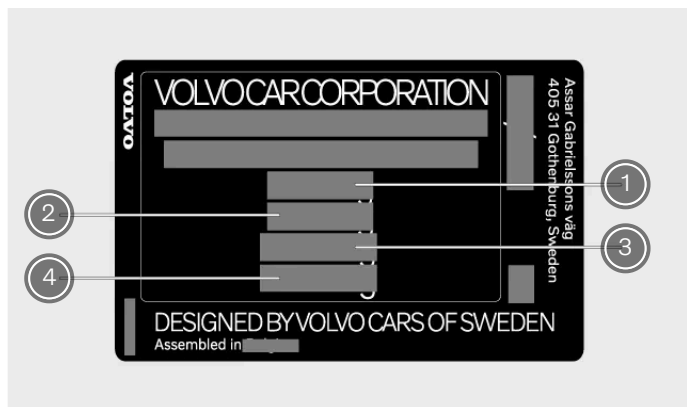 VOLVO
VOLVO CAR CORPORATION
Assar Gabrielssons väg
405 31 Gothenburg, Sweden
1
2
3
4
DESIGNED BY VOLVO CARS OF SWEDEN
Assembled in